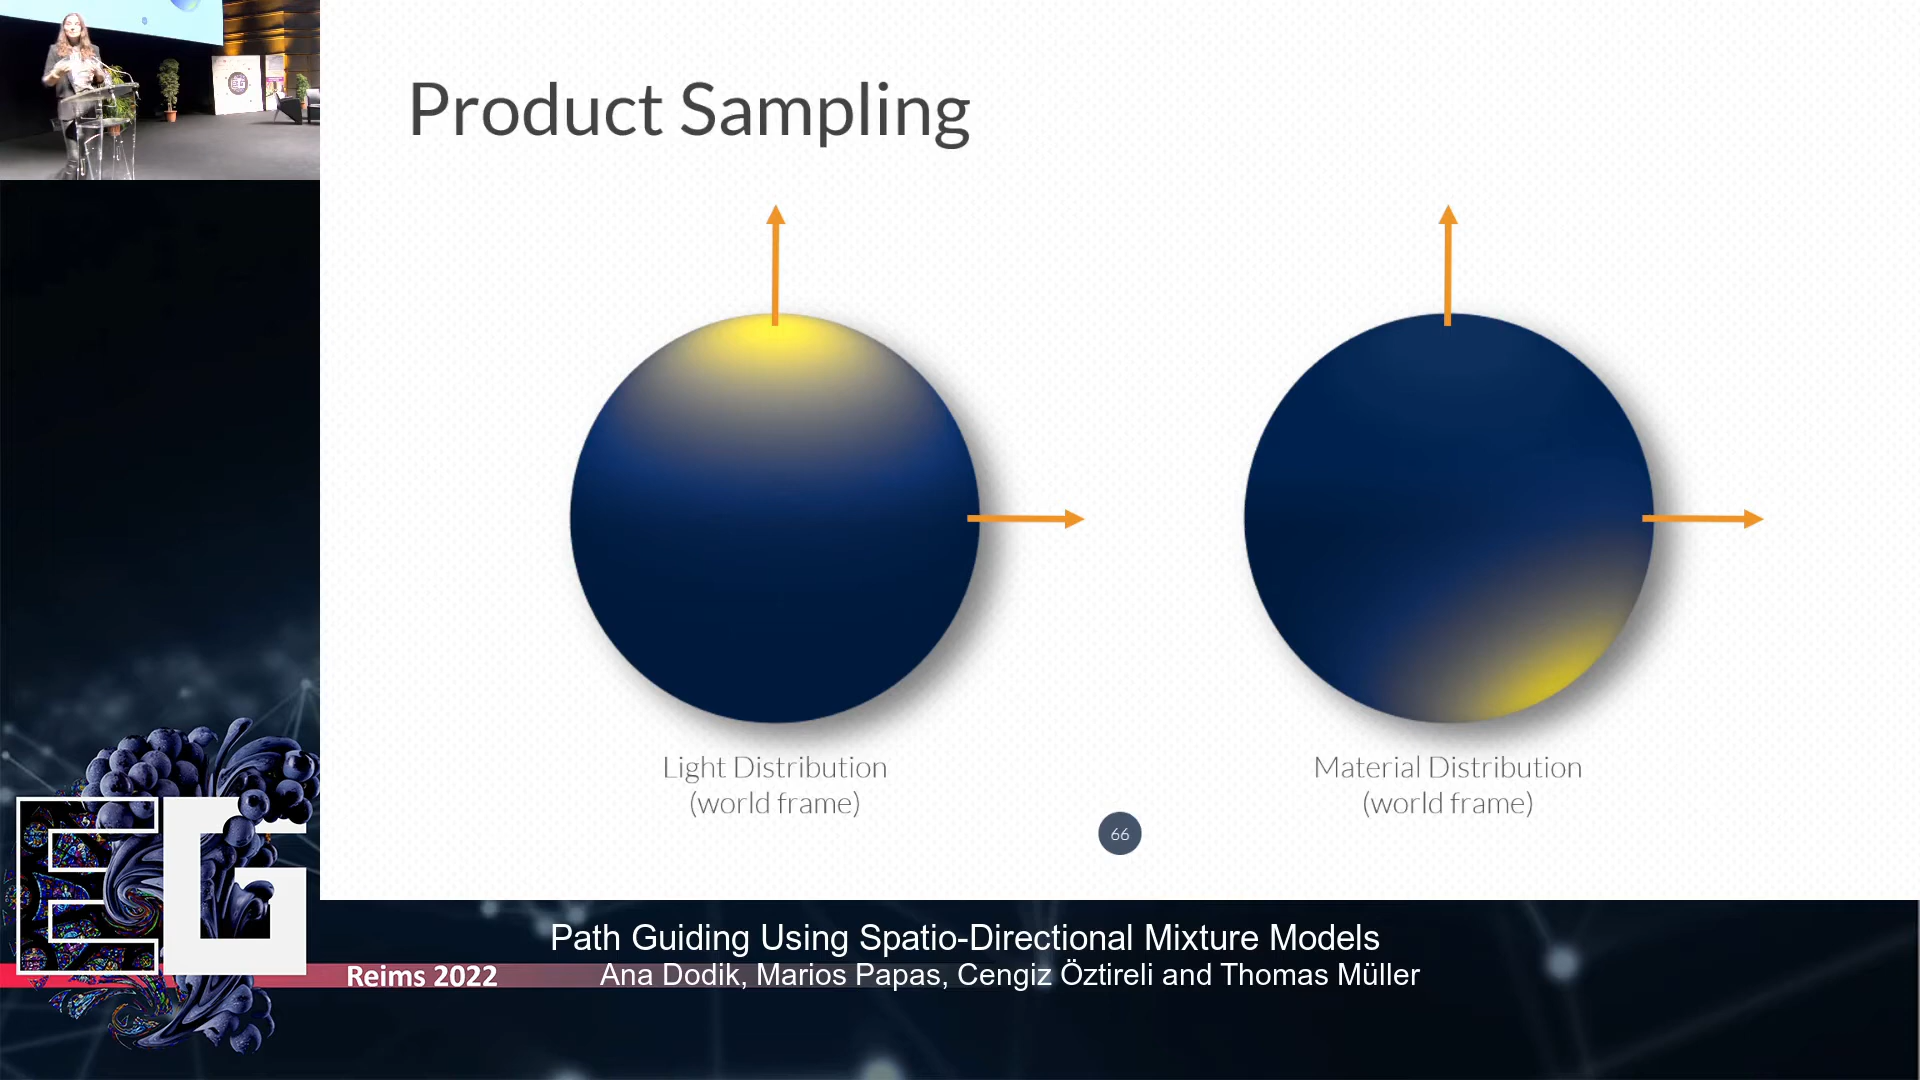 Product Sampling
Light Distribution
(world frame)
Material Distribution
(world frame)
66
EG
Path Guiding Using Spatio-Directional Mixture Models
Reims 2022
Ana Dodik, Marios Papas, Cengiz Öztireli and Thomas Müller